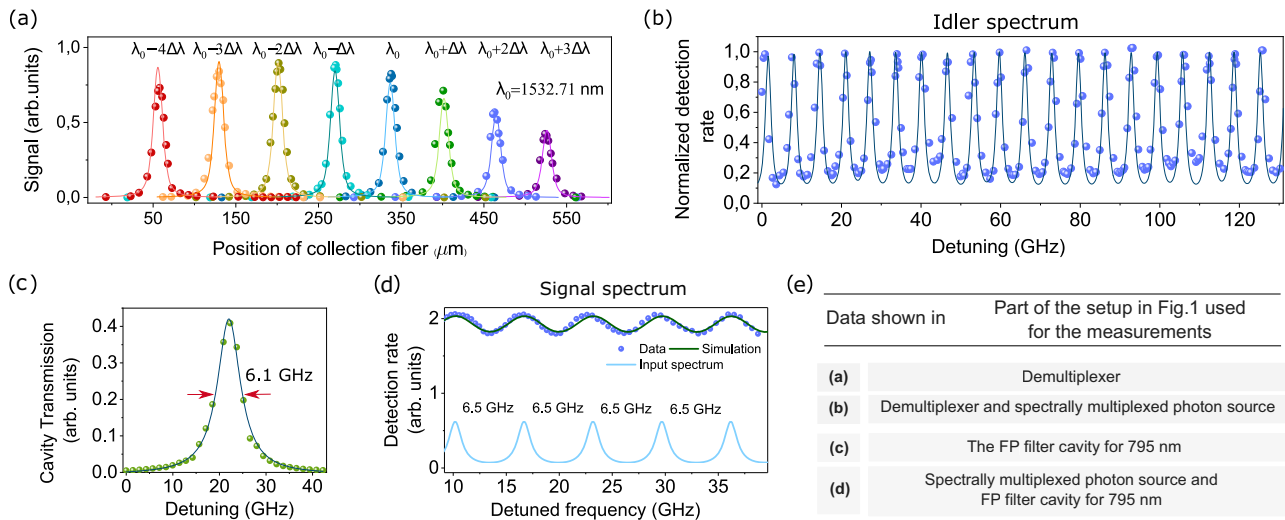 (a)
λ₀−4Δλ λ₀−3Δλ λ₀−2Δλ λ₀−Δλ λ₀ λ₀+Δλ λ₀+2Δλ λ₀+3Δλ
λ₀=1532.71 nm
1,0
0,5
0,0
Signal (arb.units)
50 150 250 350 450 550
Position of collection fiber (μm)
(b)
Idler spectrum
1,0
0,8
0,6
0,4
0,2
1,0
Normalized detection
rate
0 20 40 60 80 100 120
Detuning (GHz)
(c)
0.4
0.3
0.2
0.1
0.0
Cavity Transmission
(arb. units)
6.1 GHz
0 10 20 30 40
Detuning (GHz)
(d)
Signal spectrum
2
1
0
Detection rate
(arb. units)
Data Simulation
Input spectrum
6.5 GHz 6.5 GHz 6.5 GHz 6.5 GHz
10 15 20 25 30 35
Detuned frequency (GHz)
(e)
Data shown in
Part of the setup in Fig.1 used
for the measurements
(a) Demultiplexer
(b) Demultiplexer and spectrally multiplexed photon source
(c) The FP filter cavity for 795 nm
(d) Spectrally multiplexed photon source and
FP filter cavity for 795 nm